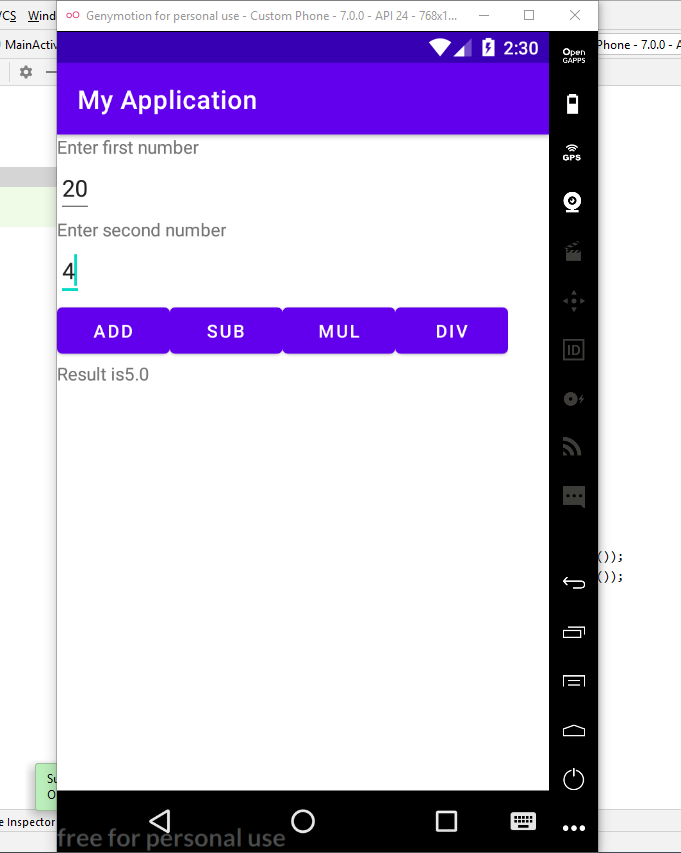 /CS Wind
Genymotion for personal use - Custom Phone - 7.0.0 - API 24 - 768x1...
MainActiv
Phone - 7.0.0 - A
2:30
Open
GAPPS
My Application
GPS
Enter first number
20
Enter second number
4
ADD SUB MUL DIV
ID
Result is5.0
());
());
Su
O
e Inspector
free for personal use